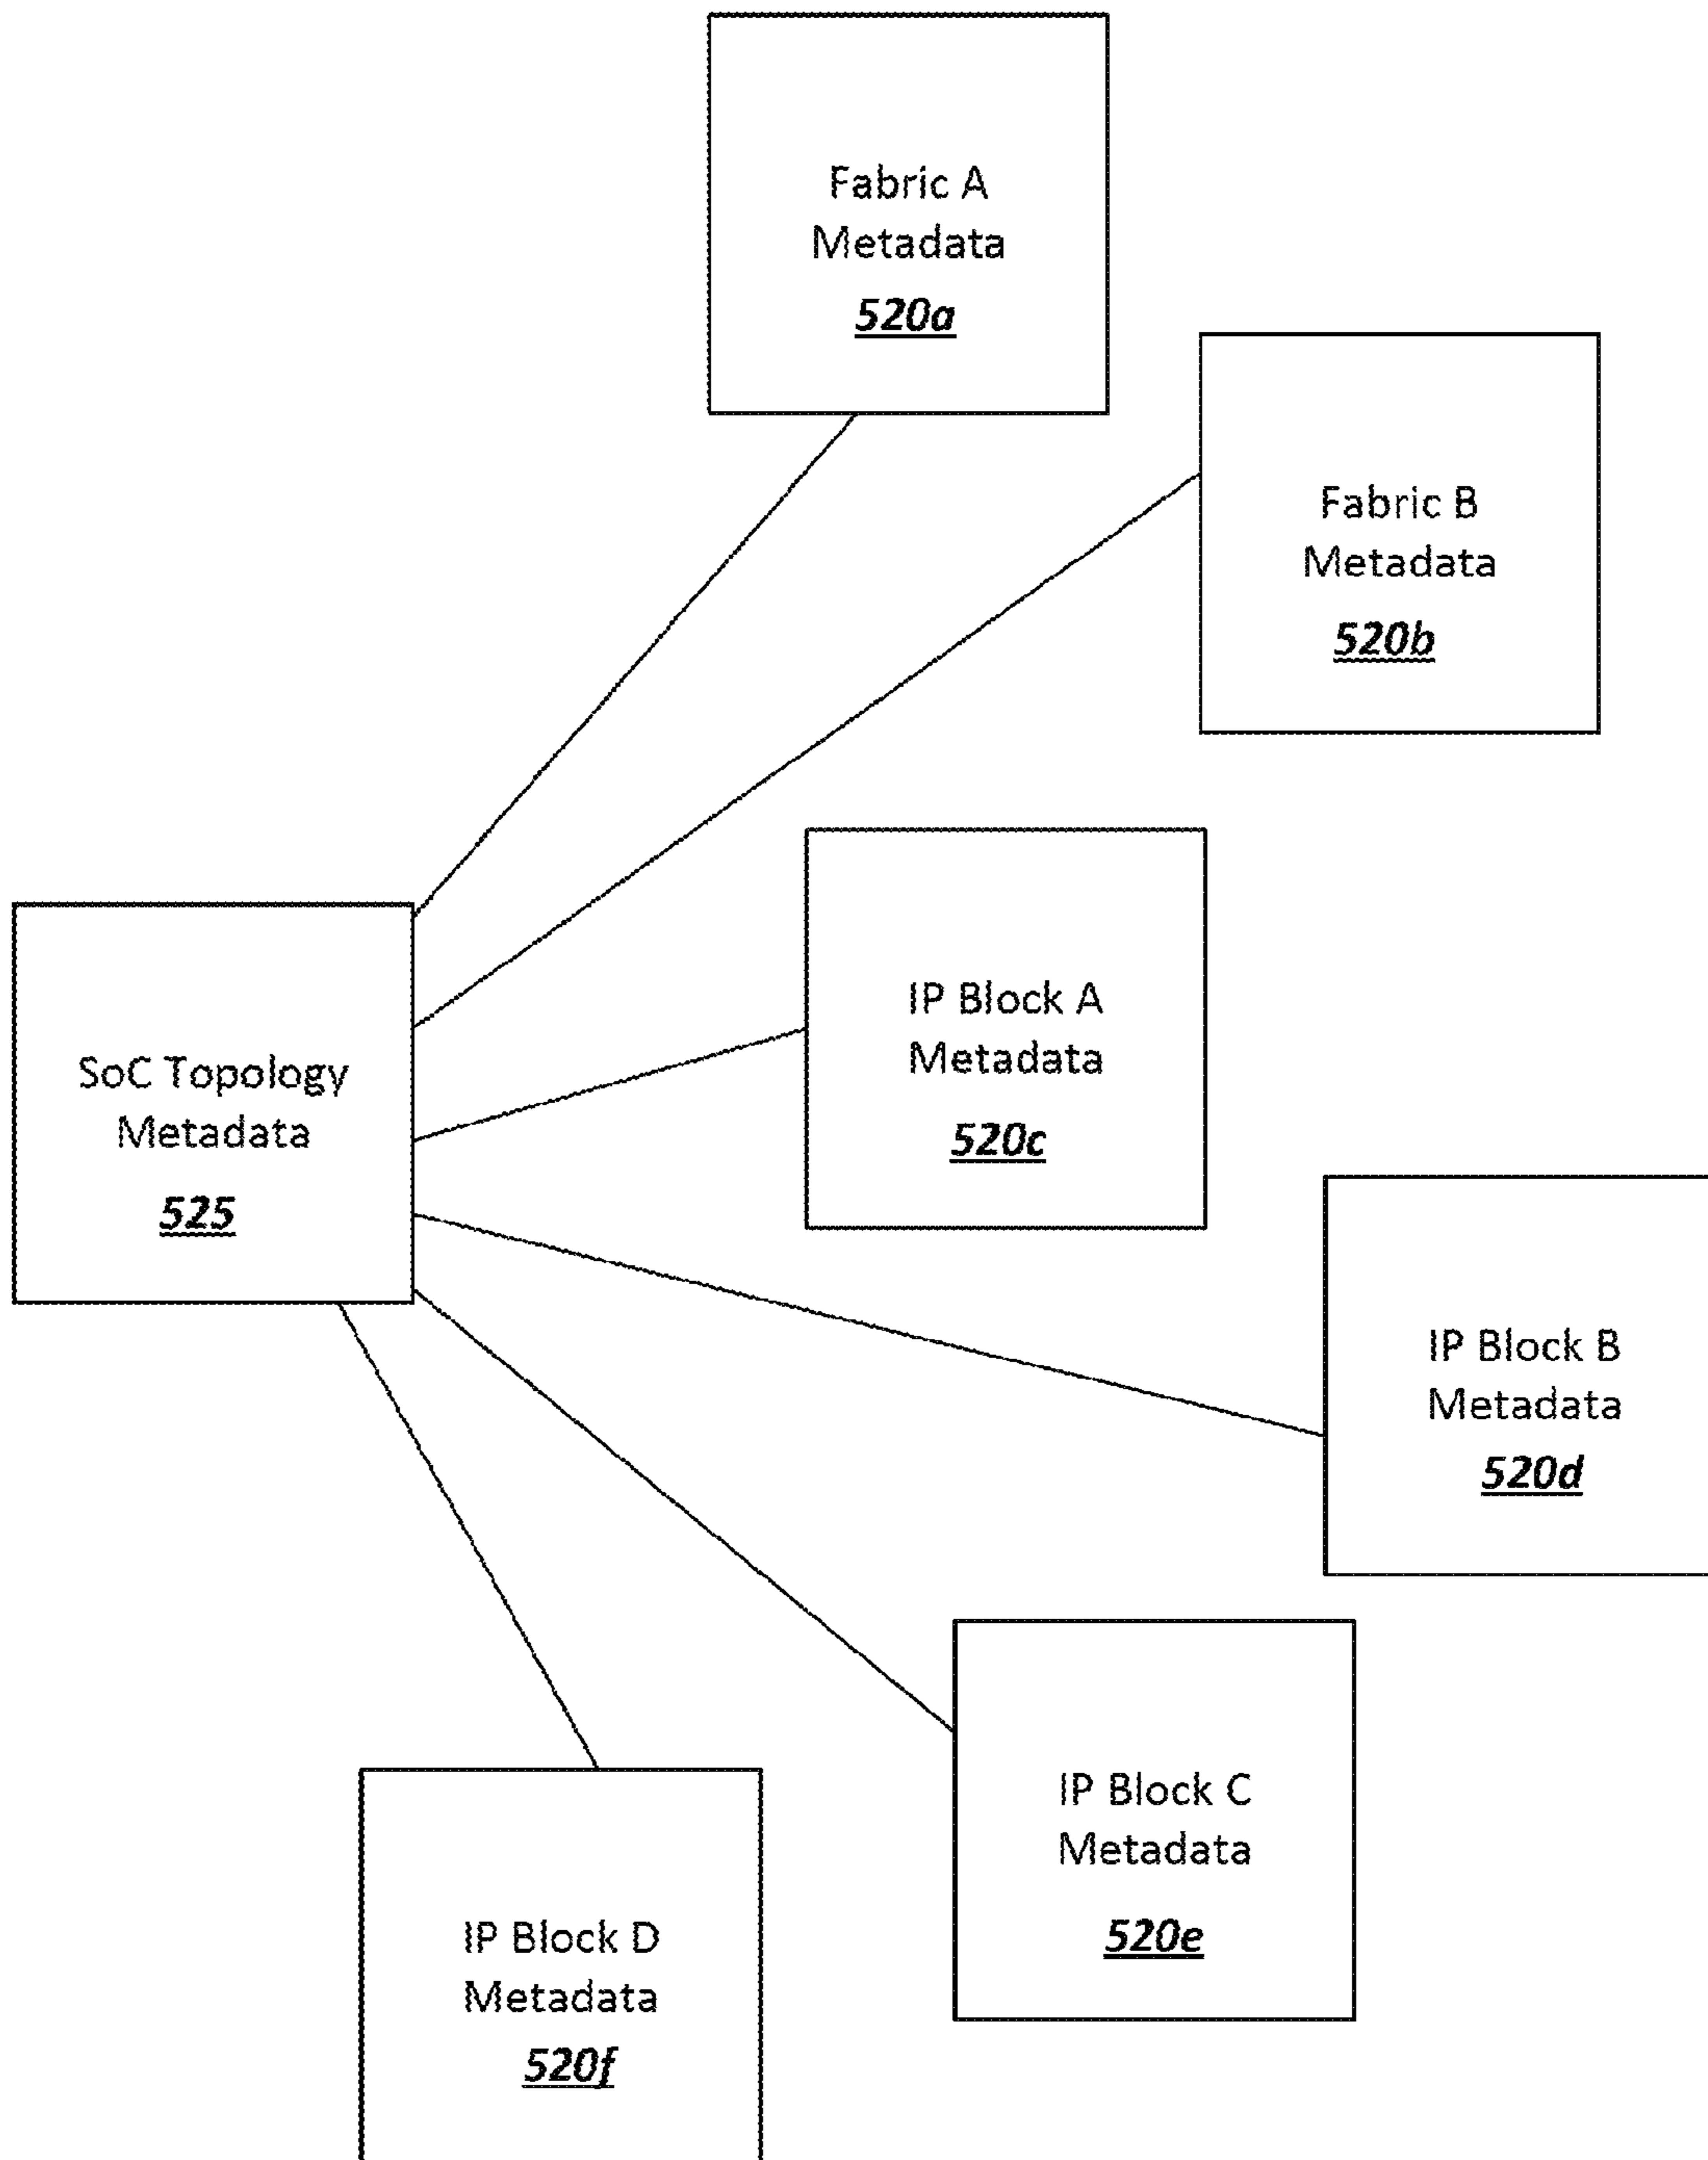 Fabric A
Metadata
520a
Fabric B
Metadata
520b
IP Block A
Metadata
520c
SoC Topology
Metadata
525
IP Block B
Metadata
520d
IP Block C
Metadata
520e
IP Block D
Metadata
520f